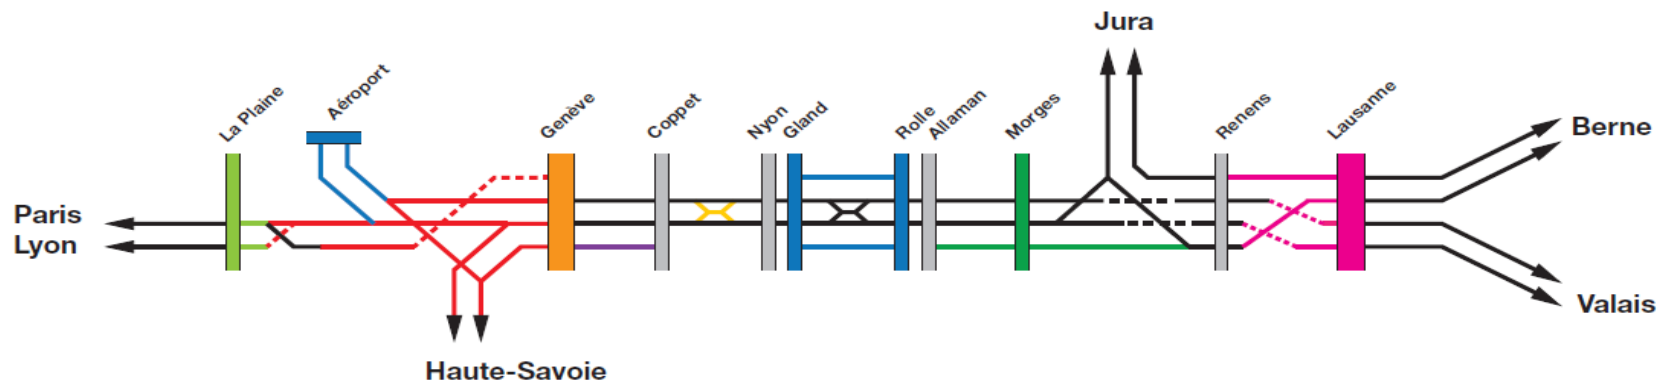 Jura
La Plaine
Aéroport
Genève
Coppet
Nyon
Gland
Rolle
Allaman
Morges
Renens
Lausanne
Berne
Paris
Lyon
Valais
Haute-Savoie